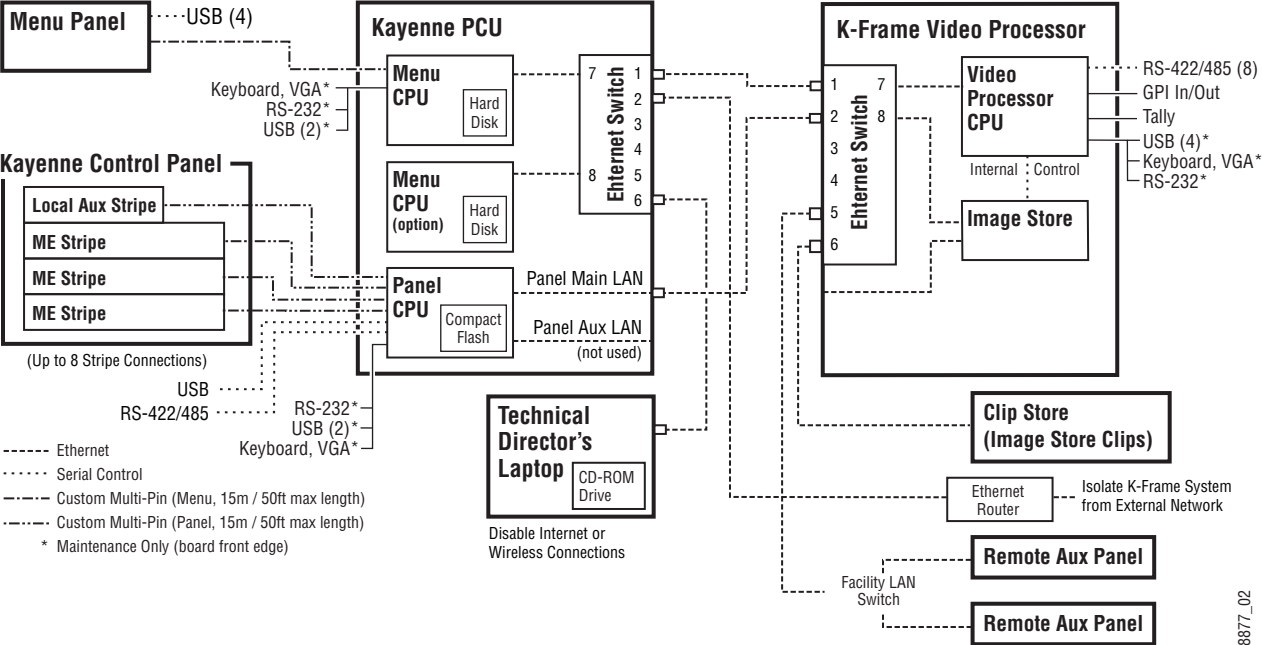 Menu Panel
USB (4)
Kayenne PCU
Menu
CPU
Hard
Disk
Keyboard, VGA*
RS-232*
USB (2)*
Menu
CPU
(option)
Hard
Disk
Ehternet Switch
7
8
1
2
3
4
5
6
Kayenne Control Panel
Local Aux Stripe
ME Stripe
ME Stripe
ME Stripe
(Up to 8 Stripe Connections)
USB
RS-422/485
Panel
CPU
Compact
Flash
Panel Main LAN
Panel Aux LAN
(not used)
RS-232*
USB (2)*
Keyboard, VGA*
Ethernet
Serial Control
Custom Multi-Pin (Menu, 15m / 50ft max length)
Custom Multi-Pin (Panel, 15m / 50ft max length)
* Maintenance Only (board front edge)
Technical
Director's
Laptop
CD-ROM
Drive
Disable Internet or
Wireless Connections
K-Frame Video Processor
Ehternet Switch
1
2
3
4
5
6
7
8
Video
Processor
CPU
RS-422/485 (8)
GPI In/Out
Tally
USB (4)*
Keyboard, VGA*
RS-232*
Internal Control
Image Store
Clip Store
(Image Store Clips)
Ethernet
Router
Isolate K-Frame System
from External Network
Remote Aux Panel
Facility LAN
Switch
Remote Aux Panel
8877_02